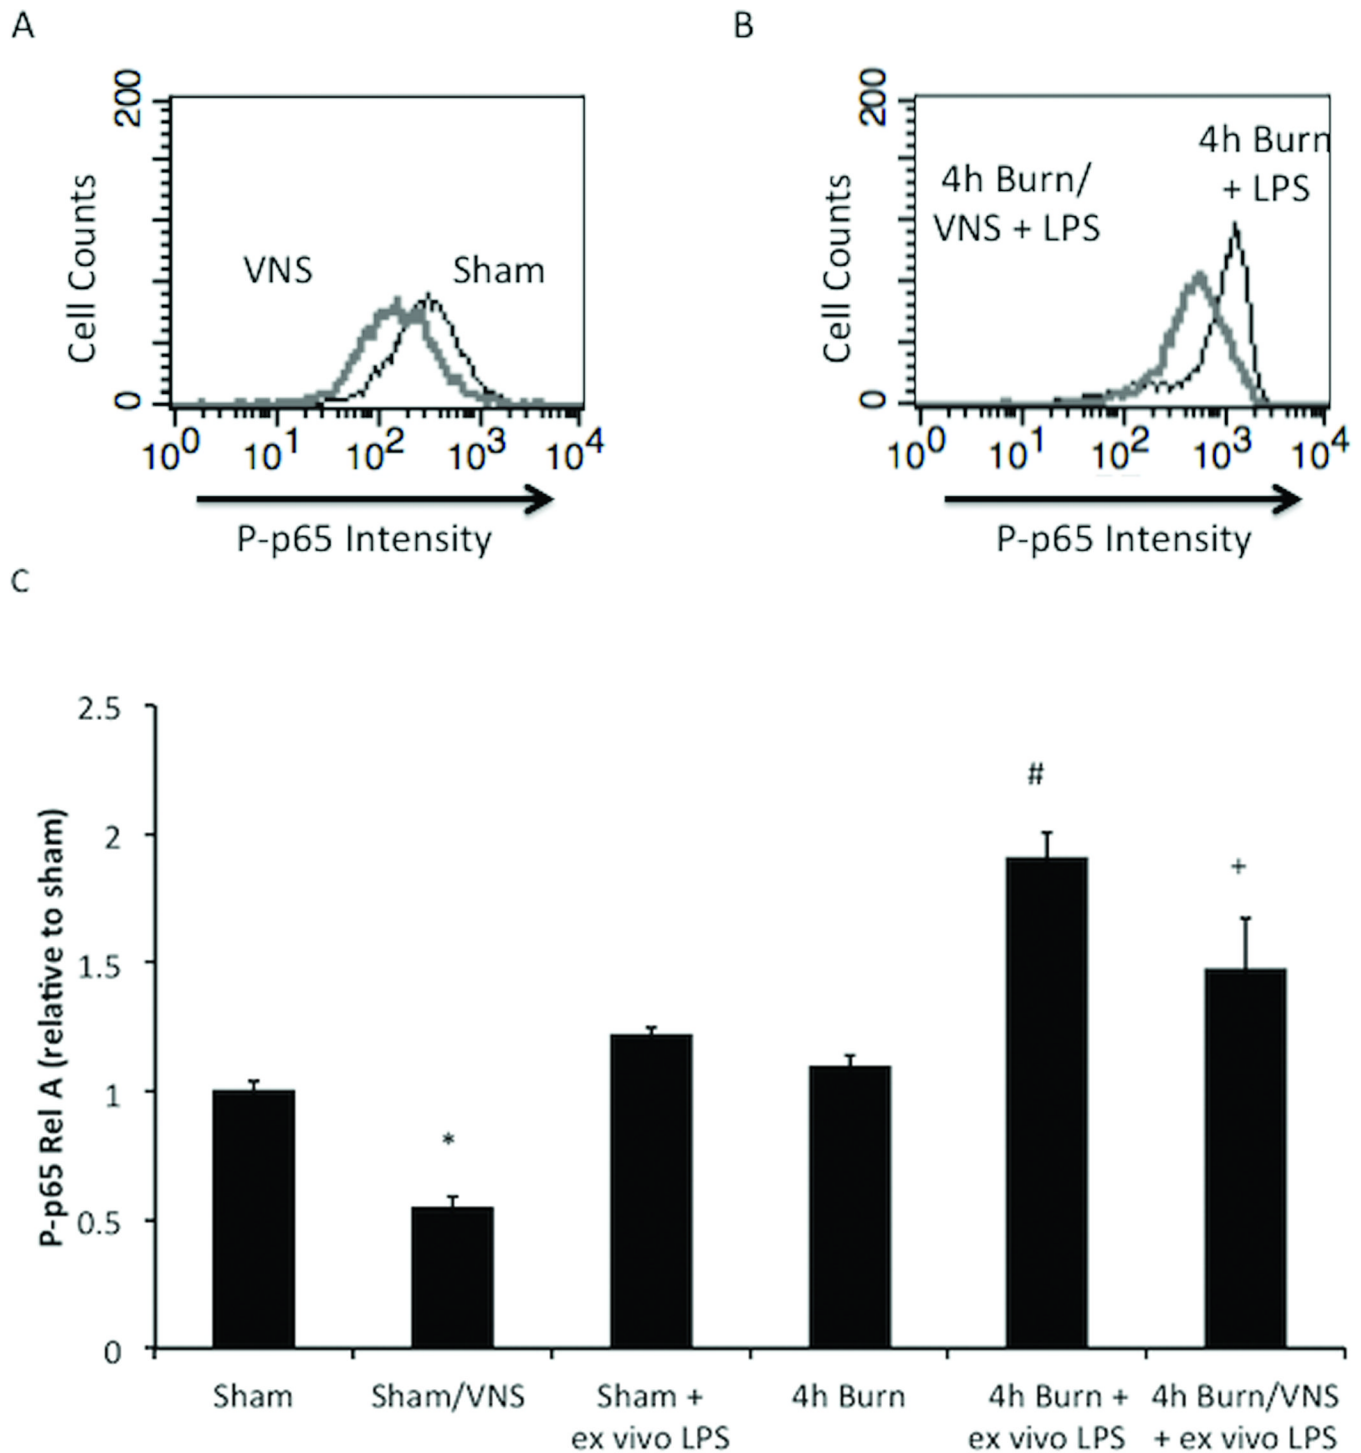 A
200
Cell Counts
0
VNS
Sham
10^0 10^1 10^2 10^3 10^4
P-p65 Intensity
B
200
Cell Counts
0
4h Burn/
VNS + LPS
4h Burn
+ LPS
10^0 10^1 10^2 10^3 10^4
P-p65 Intensity
C
P-p65 Rel A (relative to sham)
2.5
2
1.5
1
0.5
0
*
#
+
Sham
Sham/VNS
Sham +
ex vivo LPS
4h Burn
4h Burn +
ex vivo LPS
4h Burn/VNS
+ ex vivo LPS